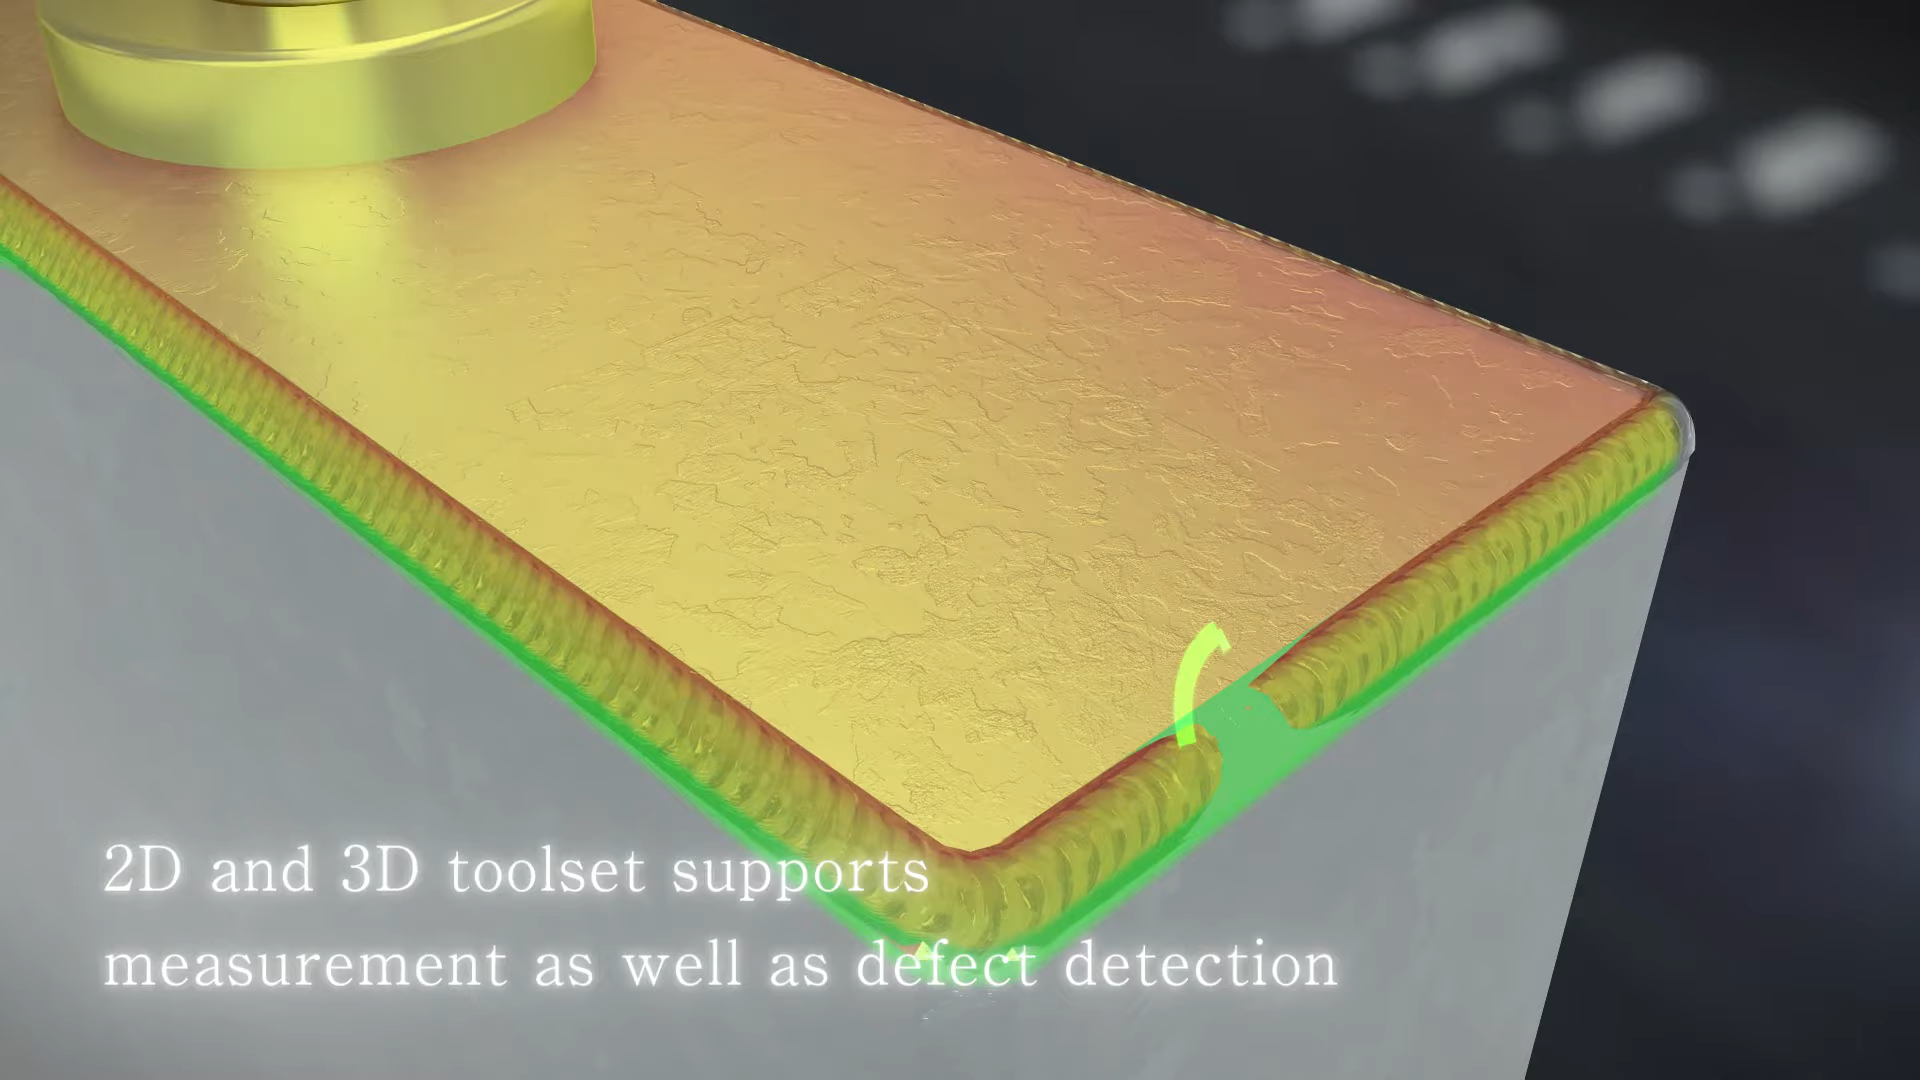 2D and 3D toolset supports
measurement as well as defect detection